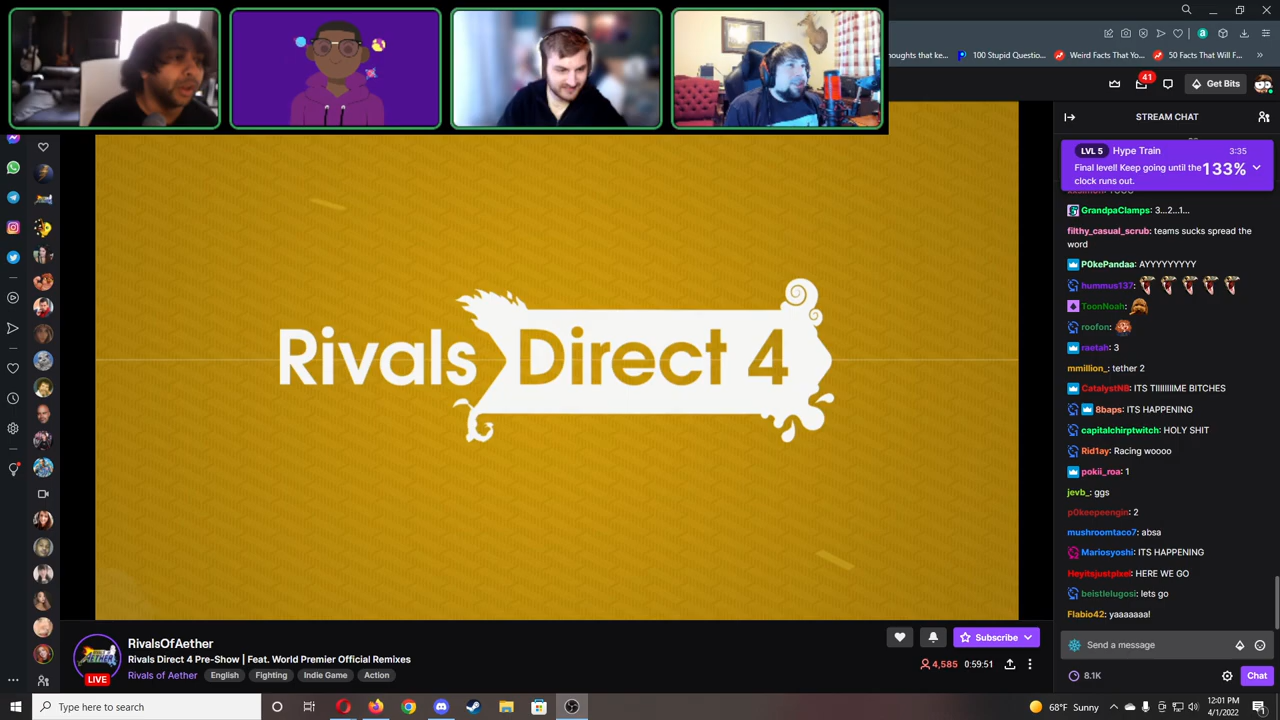 oughts that ke...
100 Stupid Questio...
Weird Facts That Yo...
50 Facts That Will F...
41
Get Bits
STREAM CHAT
LVL 5 Hype Train 3:35
Final level! Keep going until the
clock runs out.
133%
GrandpaClamps: 3...2...1...
filthy_casual_scrub: teams sucks spread the
word
P0kePandaa: AYYYYYYYY
hummus137:
ToonNoah:
roofon:
raetah: 3
mmillion_: tether 2
CatalystNB: ITS TIIIIIIIME BITCHES
8baps: ITS HAPPENING
capitalchirptwitch: HOLY SHIT
Rid1ay: Racing woooo
pokii_roa: 1
jevb_: ggs
p0keepeengin: 2
mushroomtaco7: absa
Mariosyoshi: ITS HAPPENING
Heyitsjustpixel: HERE WE GO
beistlelugosi: lets go
Flabio42: yaaaaaaa!
Send a message
8.1K
Chat
Rivals Direct 4
AETHER
LIVE
RivalsOfAether
Rivals Direct 4 Pre-Show | Feat. World Premier Official Remixes
Rivals of Aether English Fighting Indie Game Action
Subscribe
4,585 0:59:51
Type here to search
68°F Sunny
12:01 PM
4/1/2022